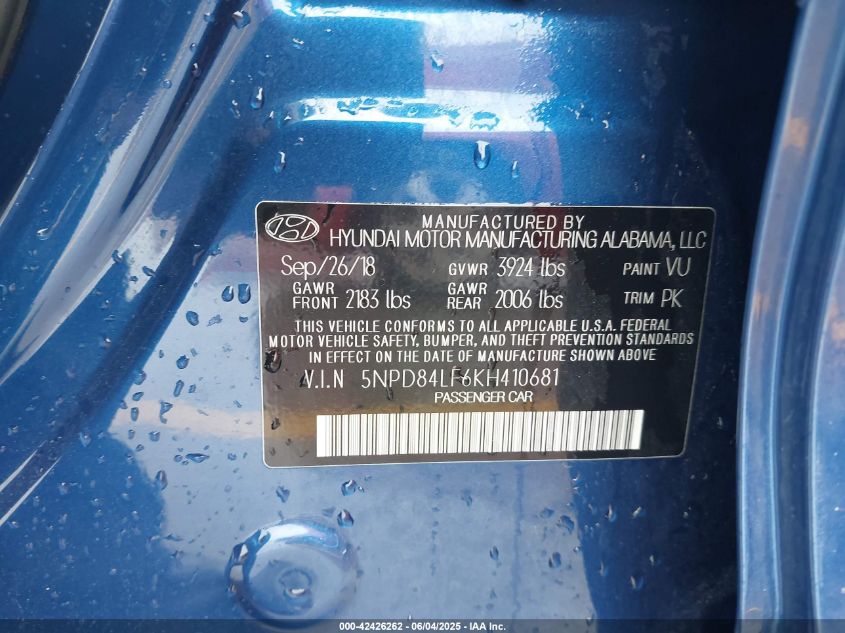 MANUFACTURED BY
HYUNDAI MOTOR MANUFACTURING ALABAMA, LLC
Sep/26/18 GVWR 3924 lbs PAINT VU
GAWR FRONT 2183 lbs GAWR REAR 2006 lbs TRIM PK
THIS VEHICLE CONFORMS TO ALL APPLICABLE U.S.A. FEDERAL
MOTOR VEHICLE SAFETY, BUMPER, AND THEFT PREVENTION STANDARDS
IN EFFECT ON THE DATE OF MANUFACTURE SHOWN ABOVE
V.I.N 5NPD84LF6KH410681
PASSENGER CAR
000-42426262 - 06/04/2025 - IAA Inc.